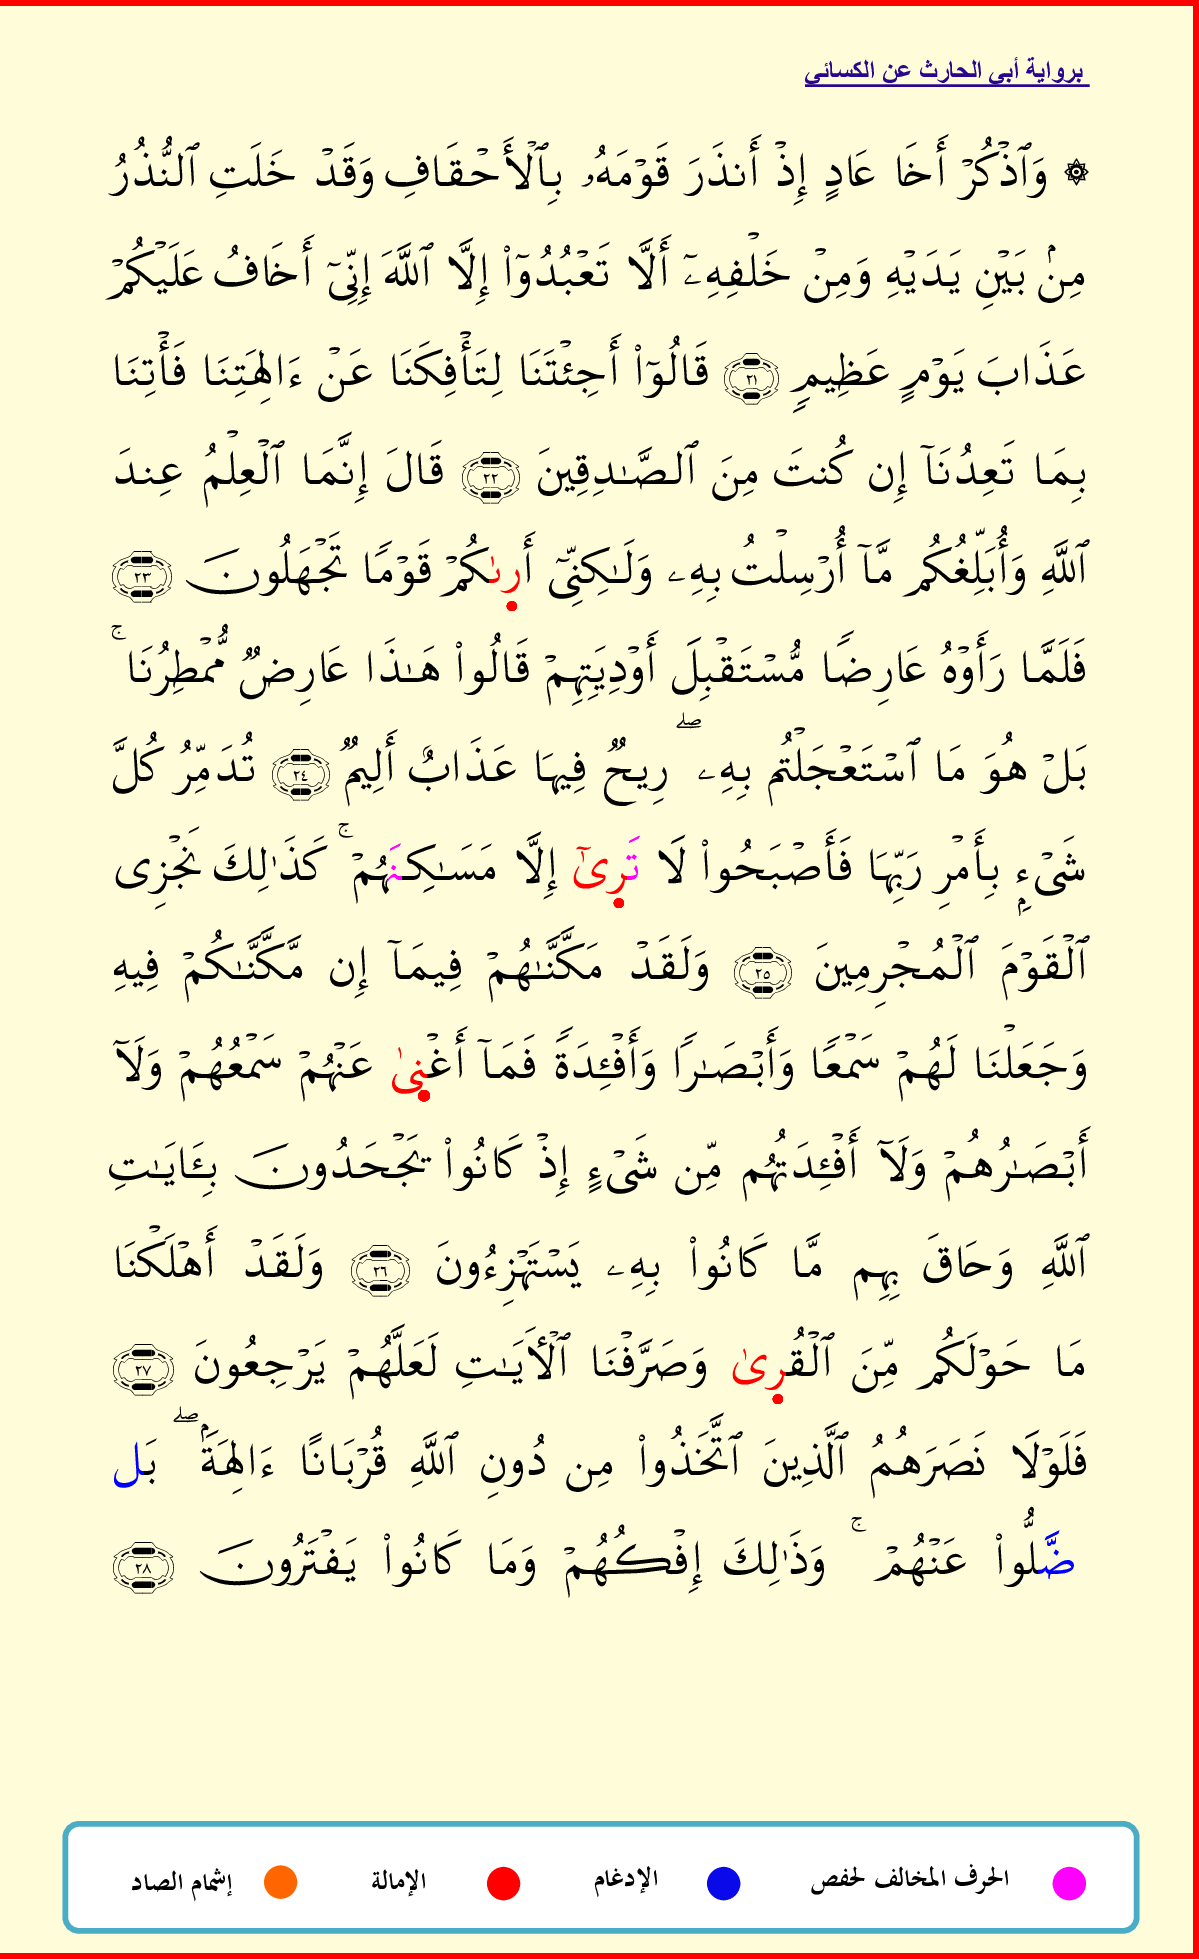 برواية أبي الحارث عن الكسائي
۞ وَٱذۡكُرۡ أَخَا عَادٍ إِذۡ أَنذَرَ قَوۡمَهُۥ بِٱلۡأَحۡقَافِ وَقَدۡ خَلَتِ ٱلنُّذُرُ
مِنۢ بَيۡنِ يَدَيۡهِ وَمِنۡ خَلۡفِهِۦٓ أَلَّا تَعۡبُدُوٓاْ إِلَّا ٱللَّهَ إِنِّيٓ أَخَافُ عَلَيۡكُمۡ
عَذَابَ يَوۡمٍ عَظِيمٖ ٢١ قَالُوٓاْ أَجِئۡتَنَا لِتَأۡفِكَنَا عَنۡ ءَالِهَتِنَا فَأۡتِنَا
بِمَا تَعِدُنَآ إِن كُنتَ مِنَ ٱلصَّٰدِقِينَ ٢٢ قَالَ إِنَّمَا ٱلۡعِلۡمُ عِندَ
ٱللَّهِ وَأُبَلِّغُكُم مَّآ أُرۡسِلۡتُ بِهِۦ وَلَٰكِنِّيٓ أَرىٰكُمۡ قَوۡمٗا تَجۡهَلُونَ ٢٣
فَلَمَّا رَأَوۡهُ عَارِضٗا مُّسۡتَقۡبِلَ أَوۡدِيَتِهِمۡ قَالُواْ هَٰذَا عَارِضٞ مُّمۡطِرُنَاۚ
بَلۡ هُوَ مَا ٱسۡتَعۡجَلۡتُم بِهِۦۖ رِيحٞ فِيهَا عَذَابٌ أَلِيمٞ ٢٤ تُدَمِّرُ كُلَّ
شَيۡءِۭ بِأَمۡرِ رَبِّهَا فَأَصۡبَحُواْ لَا تَرىٰٓ إِلَّا مَسَٰكِنَهُمۡۚ كَذَٰلِكَ نَجۡزِي
ٱلۡقَوۡمَ ٱلۡمُجۡرِمِينَ ٢٥ وَلَقَدۡ مَكَّنَّٰهُمۡ فِيمَآ إِن مَّكَّنَّٰكُمۡ فِيهِ
وَجَعَلۡنَا لَهُمۡ سَمۡعٗا وَأَبۡصَٰرٗا وَأَفۡـِٔدَةٗ فَمَآ أَغۡنىٰ عَنۡهُمۡ سَمۡعُهُمۡ وَلَآ
أَبۡصَٰرُهُمۡ وَلَآ أَفۡـِٔدَتُهُم مِّن شَيۡءٍ إِذۡ كَانُواْ يَجۡحَدُونَ بِـَٔايَٰتِ
ٱللَّهِ وَحَاقَ بِهِم مَّا كَانُواْ بِهِۦ يَسۡتَهۡزِءُونَ ٢٦ وَلَقَدۡ أَهۡلَكۡنَا
مَا حَوۡلَكُم مِّنَ ٱلۡقُرىٰ وَصَرَّفۡنَا ٱلۡأٓيَٰتِ لَعَلَّهُمۡ يَرۡجِعُونَ ٢٧
فَلَوۡلَا نَصَرَهُمُ ٱلَّذِينَ ٱتَّخَذُواْ مِن دُونِ ٱللَّهِ قُرۡبَانًا ءَالِهَةَۢۖ بَل
ضَّلُّواْ عَنۡهُمۡۚ وَذَٰلِكَ إِفۡكُهُمۡ وَمَا كَانُواْ يَفۡتَرُونَ ٢٨
الحرف المخالف لحفص الإدغام الإمالة إشمام الصاد